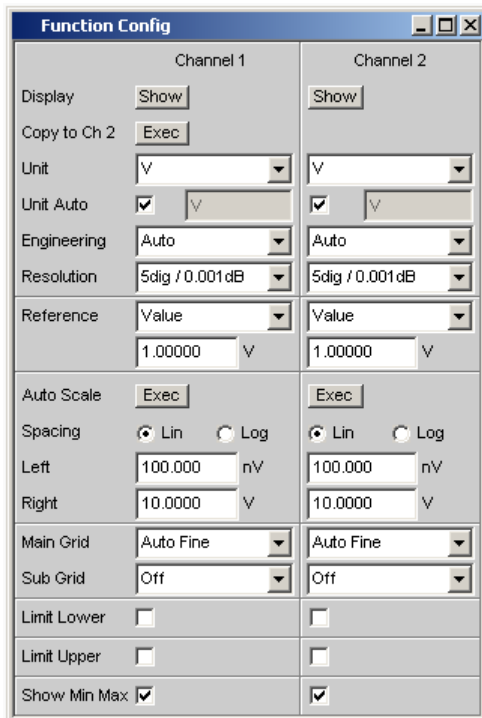 Function Config
Channel 1 Channel 2
Display Show Show
Copy to Ch 2 Exec
Unit V V
Unit Auto V V
Engineering Auto Auto
Resolution 5dig / 0.001dB 5dig / 0.001dB
Reference Value Value
1.00000 V 1.00000 V
Auto Scale Exec Exec
Spacing Lin Log Lin Log
Left 100.000 nV 100.000 nV
Right 10.0000 V 10.0000 V
Main Grid Auto Fine Auto Fine
Sub Grid Off Off
Limit Lower
Limit Upper
Show Min Max